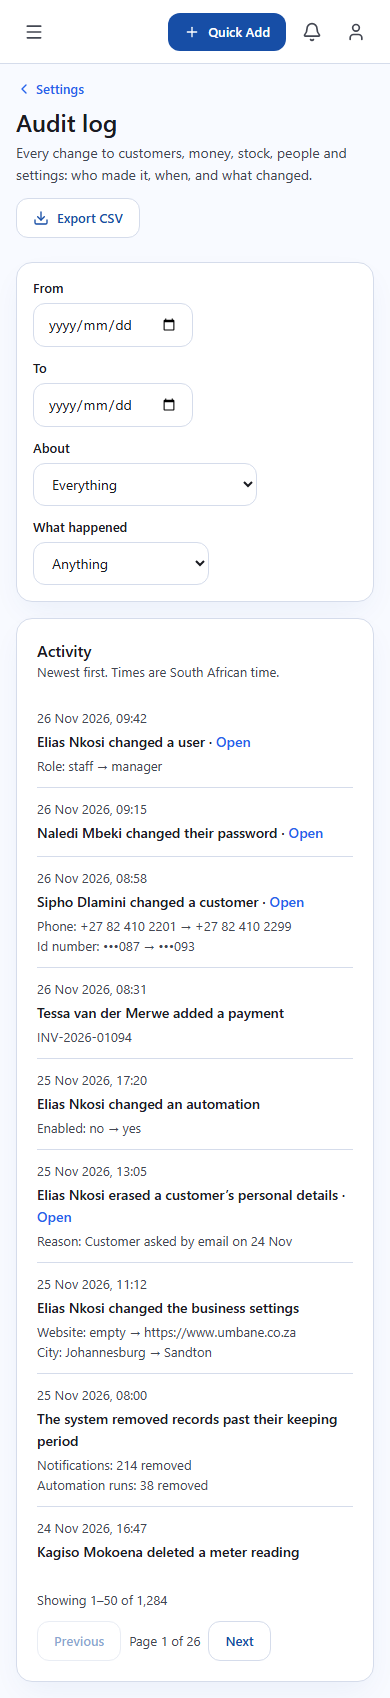 Quick Add
Settings
Audit log
Every change to customers, money, stock, people and
settings: who made it, when, and what changed.
Export CSV
From
yyyy/mm/dd
To
yyyy/mm/dd
About
Everything
What happened
Anything
Activity
Newest first. Times are South African time.
26 Nov 2026, 09:42
Elias Nkosi changed a user · Open
Role: staff → manager
26 Nov 2026, 09:15
Naledi Mbeki changed their password · Open
26 Nov 2026, 08:58
Sipho Dlamini changed a customer · Open
Phone: +27 82 410 2201 → +27 82 410 2299
Id number: •••087 → •••093
26 Nov 2026, 08:31
Tessa van der Merwe added a payment
INV-2026-01094
25 Nov 2026, 17:20
Elias Nkosi changed an automation
Enabled: no → yes
25 Nov 2026, 13:05
Elias Nkosi erased a customer’s personal details ·
Open
Reason: Customer asked by email on 24 Nov
25 Nov 2026, 11:12
Elias Nkosi changed the business settings
Website: empty → https://www.umbane.co.za
City: Johannesburg → Sandton
25 Nov 2026, 08:00
The system removed records past their keeping
period
Notifications: 214 removed
Automation runs: 38 removed
24 Nov 2026, 16:47
Kagiso Mokoena deleted a meter reading
Showing 1–50 of 1,284
Previous Page 1 of 26 Next